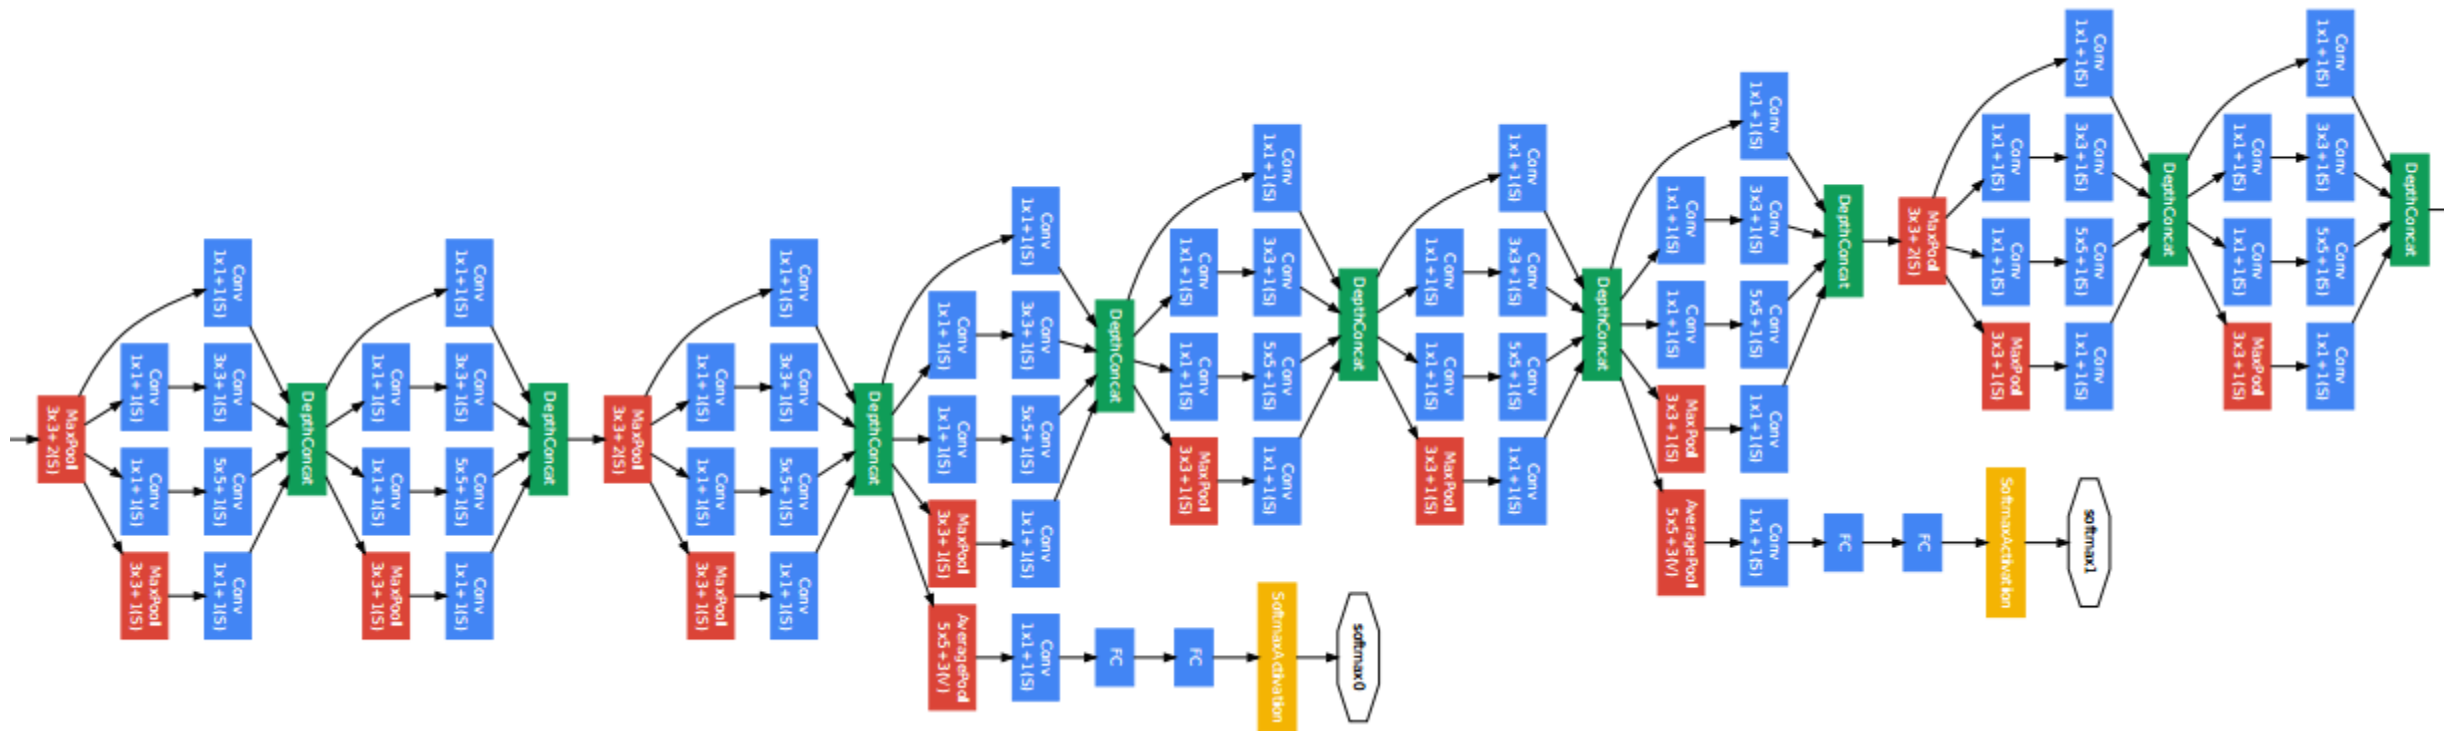 MaxPool
3x3+2(S)
Conv
1x1+1(S)
Conv
1x1+1(S)
MaxPool
3x3+1(S)
Conv
1x1+1(S)
Conv
3x3+1(S)
Conv
5x5+1(S)
Conv
1x1+1(S)
DepthConcat
Conv
1x1+1(S)
Conv
1x1+1(S)
MaxPool
3x3+1(S)
Conv
1x1+1(S)
Conv
3x3+1(S)
Conv
5x5+1(S)
Conv
1x1+1(S)
DepthConcat
MaxPool
3x3+2(S)
Conv
1x1+1(S)
Conv
1x1+1(S)
MaxPool
3x3+1(S)
Conv
1x1+1(S)
Conv
3x3+1(S)
Conv
5x5+1(S)
Conv
1x1+1(S)
DepthConcat
Conv
1x1+1(S)
Conv
1x1+1(S)
MaxPool
3x3+1(S)
AveragePool
5x5+3(V)
Conv
1x1+1(S)
Conv
3x3+1(S)
Conv
5x5+1(S)
Conv
1x1+1(S)
Conv
1x1+1(S)
DepthConcat
FC
FC
SoftmaxActivation
softmax0
Conv
1x1+1(S)
Conv
1x1+1(S)
MaxPool
3x3+1(S)
Conv
1x1+1(S)
Conv
3x3+1(S)
Conv
5x5+1(S)
Conv
1x1+1(S)
DepthConcat
Conv
1x1+1(S)
Conv
1x1+1(S)
MaxPool
3x3+1(S)
Conv
1x1+1(S)
Conv
3x3+1(S)
Conv
5x5+1(S)
Conv
1x1+1(S)
DepthConcat
Conv
1x1+1(S)
Conv
1x1+1(S)
MaxPool
3x3+1(S)
AveragePool
5x5+3(V)
Conv
1x1+1(S)
Conv
3x3+1(S)
Conv
5x5+1(S)
Conv
1x1+1(S)
Conv
1x1+1(S)
DepthConcat
FC
FC
SoftmaxActivation
softmax1
MaxPool
3x3+2(S)
Conv
1x1+1(S)
Conv
1x1+1(S)
MaxPool
3x3+1(S)
Conv
1x1+1(S)
Conv
3x3+1(S)
Conv
5x5+1(S)
Conv
1x1+1(S)
DepthConcat
Conv
1x1+1(S)
Conv
1x1+1(S)
MaxPool
3x3+1(S)
Conv
1x1+1(S)
Conv
3x3+1(S)
Conv
5x5+1(S)
Conv
1x1+1(S)
DepthConcat